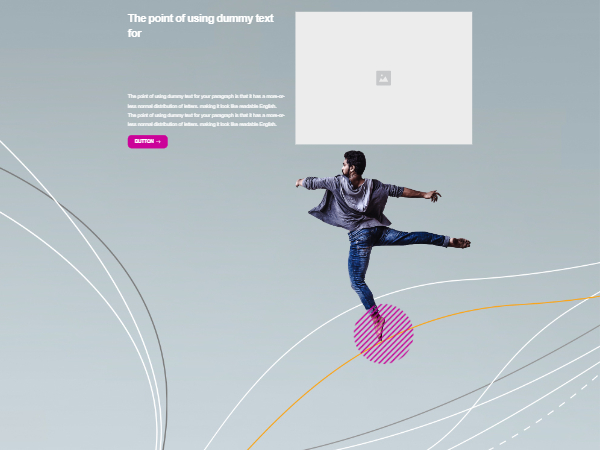 The point of using dummy text
for
The point of using dummy text for your paragraph is that it has a more-or-
less normal distribution of letters. making it look like readable English.
The point of using dummy text for your paragraph is that it has a more-or-
less normal distribution of letters. making it look like readable English.
BUTTON →